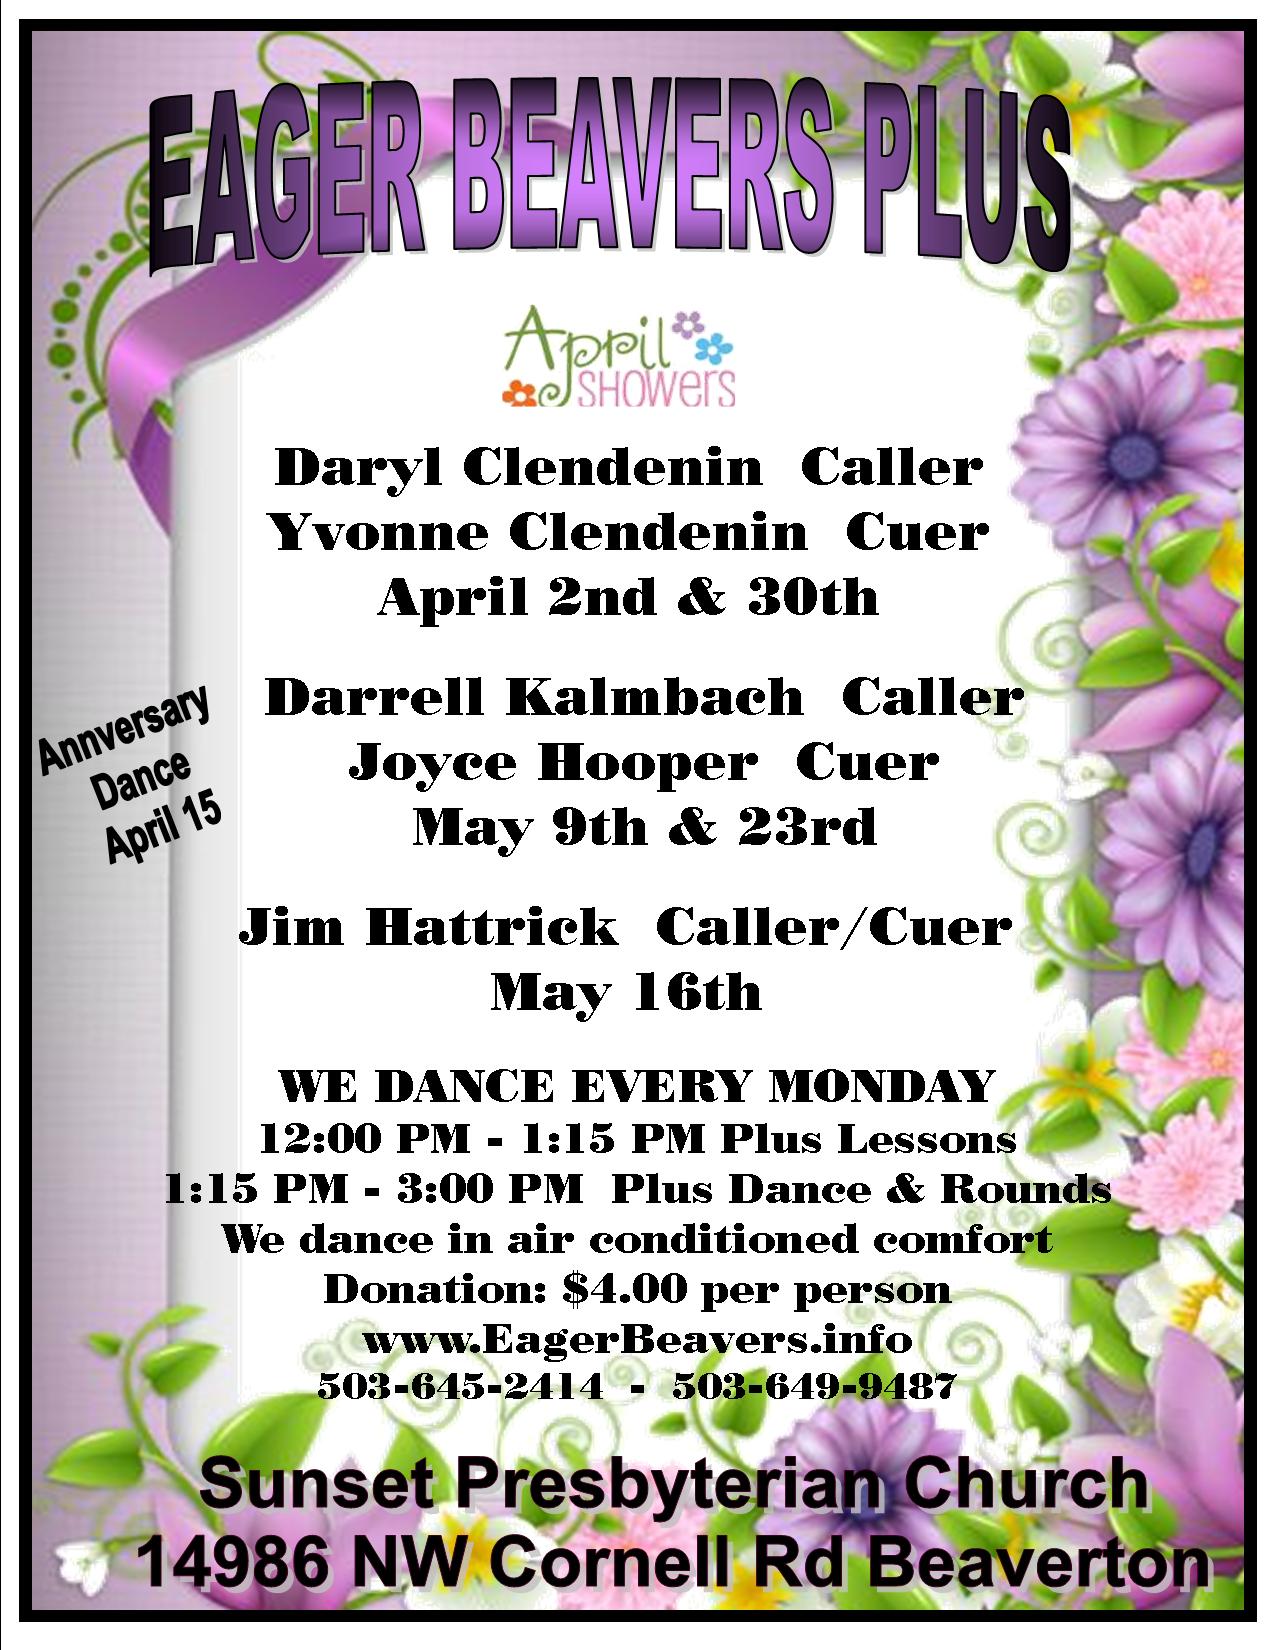 EAGER BEAVERS PLUS
April
SHOWERS
Daryl Clendenin Caller
Yvonne Clendenin Cuer
April 2nd & 30th
Annversary
Dance
April 15
Darrell Kalmbach Caller
Joyce Hooper Cuer
May 9th & 23rd
Jim Hattrick Caller/Cuer
May 16th
WE DANCE EVERY MONDAY
12:00 PM - 1:15 PM Plus Lessons
1:15 PM - 3:00 PM Plus Dance & Rounds
We dance in air conditioned comfort
Donation: $4.00 per person
www.EagerBeavers.info
503-645-2414 - 503-649-9487
Sunset Presbyterian Church
14986 NW Cornell Rd Beaverton